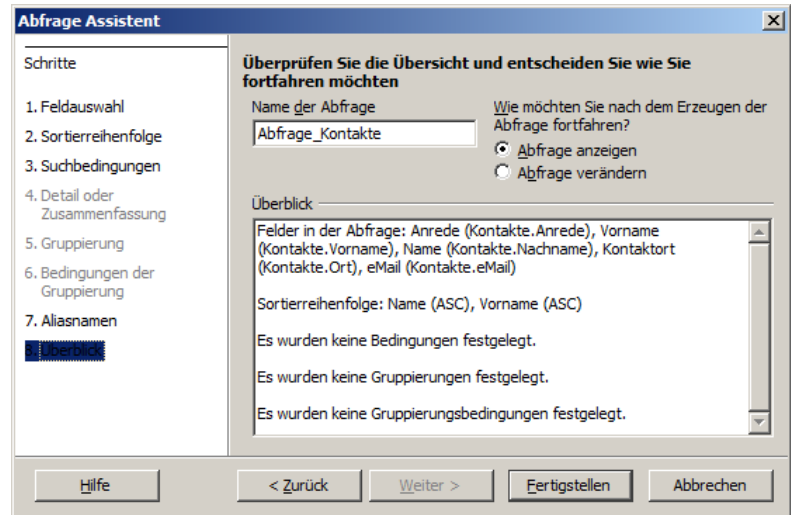 Abfrage Assistent
Schritte
1. Feldauswahl
2. Sortierreihenfolge
3. Suchbedingungen
4. Detail oder
Zusammenfassung
5. Gruppierung
6. Bedingungen der
Gruppierung
7. Aliasnamen
8. Überblick
Überprüfen Sie die Übersicht und entscheiden Sie wie Sie
fortfahren möchten
Name der Abfrage
Abfrage_Kontakte
Wie möchten Sie nach dem Erzeugen der
Abfrage fortfahren?
Abfrage anzeigen
Abfrage verändern
Überblick
Felder in der Abfrage: Anrede (Kontakte.Anrede), Vorname
(Kontakte.Vorname), Name (Kontakte.Nachname), Kontaktort
(Kontakte.Ort), eMail (Kontakte.eMail)
Sortierreihenfolge: Name (ASC), Vorname (ASC)
Es wurden keine Bedingungen festgelegt.
Es wurden keine Gruppierungen festgelegt.
Es wurden keine Gruppierungsbedingungen festgelegt.
Hilfe
< Zurück
Weiter >
Fertigstellen
Abbrechen